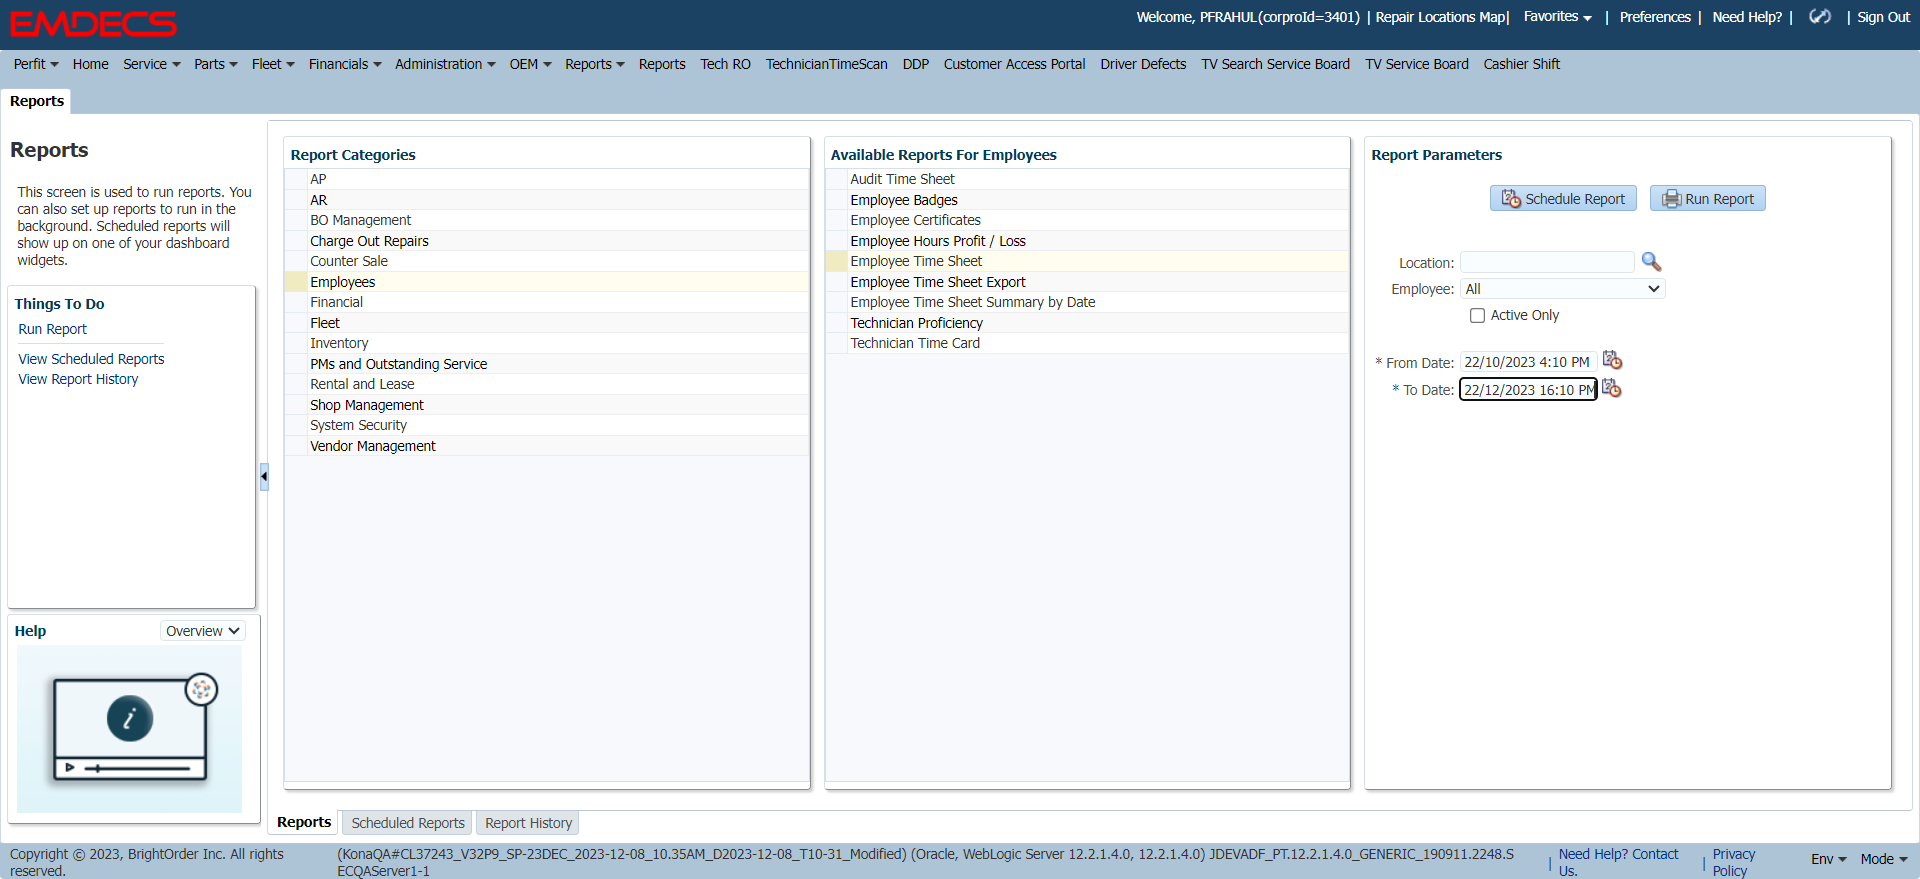 EMDECS
Welcome, PFRAHUL(corproId=3401) | Repair Locations Map| Favorites | Preferences | Need Help? | | Sign Out
Perfit Home Service Parts Fleet Financials Administration OEM Reports Reports Tech RO TechnicianTimeScan DDP Customer Access Portal Driver Defects TV Search Service Board TV Service Board Cashier Shift
Reports
Reports
This screen is used to run reports. You
can also set up reports to run in the
background. Scheduled reports will
show up on one of your dashboard
widgets.
Things To Do
Run Report
View Scheduled Reports
View Report History
Help
Overview
i
Report Categories
AP
AR
BO Management
Charge Out Repairs
Counter Sale
Employees
Financial
Fleet
Inventory
PMs and Outstanding Service
Rental and Lease
Shop Management
System Security
Vendor Management
Available Reports For Employees
Audit Time Sheet
Employee Badges
Employee Certificates
Employee Hours Profit / Loss
Employee Time Sheet
Employee Time Sheet Export
Employee Time Sheet Summary by Date
Technician Proficiency
Technician Time Card
Report Parameters
Schedule Report Run Report
Location:
Employee: All
Active Only
* From Date: 22/10/2023 4:10 PM
* To Date: 22/12/2023 16:10 PM
Reports Scheduled Reports Report History
Copyright © 2023, BrightOrder Inc. All rights
reserved.
(KonaQA#CL37243_V32P9_SP-23DEC_2023-12-08_10.35AM_D2023-12-08_T10-31_Modified) (Oracle, WebLogic Server 12.2.1.4.0, 12.2.1.4.0) JDEVADF_PT.12.2.1.4.0_GENERIC_190911.2248.S
ECQAServer1-1
| Need Help? Contact
Us.
| Privacy
Policy
Env Mode